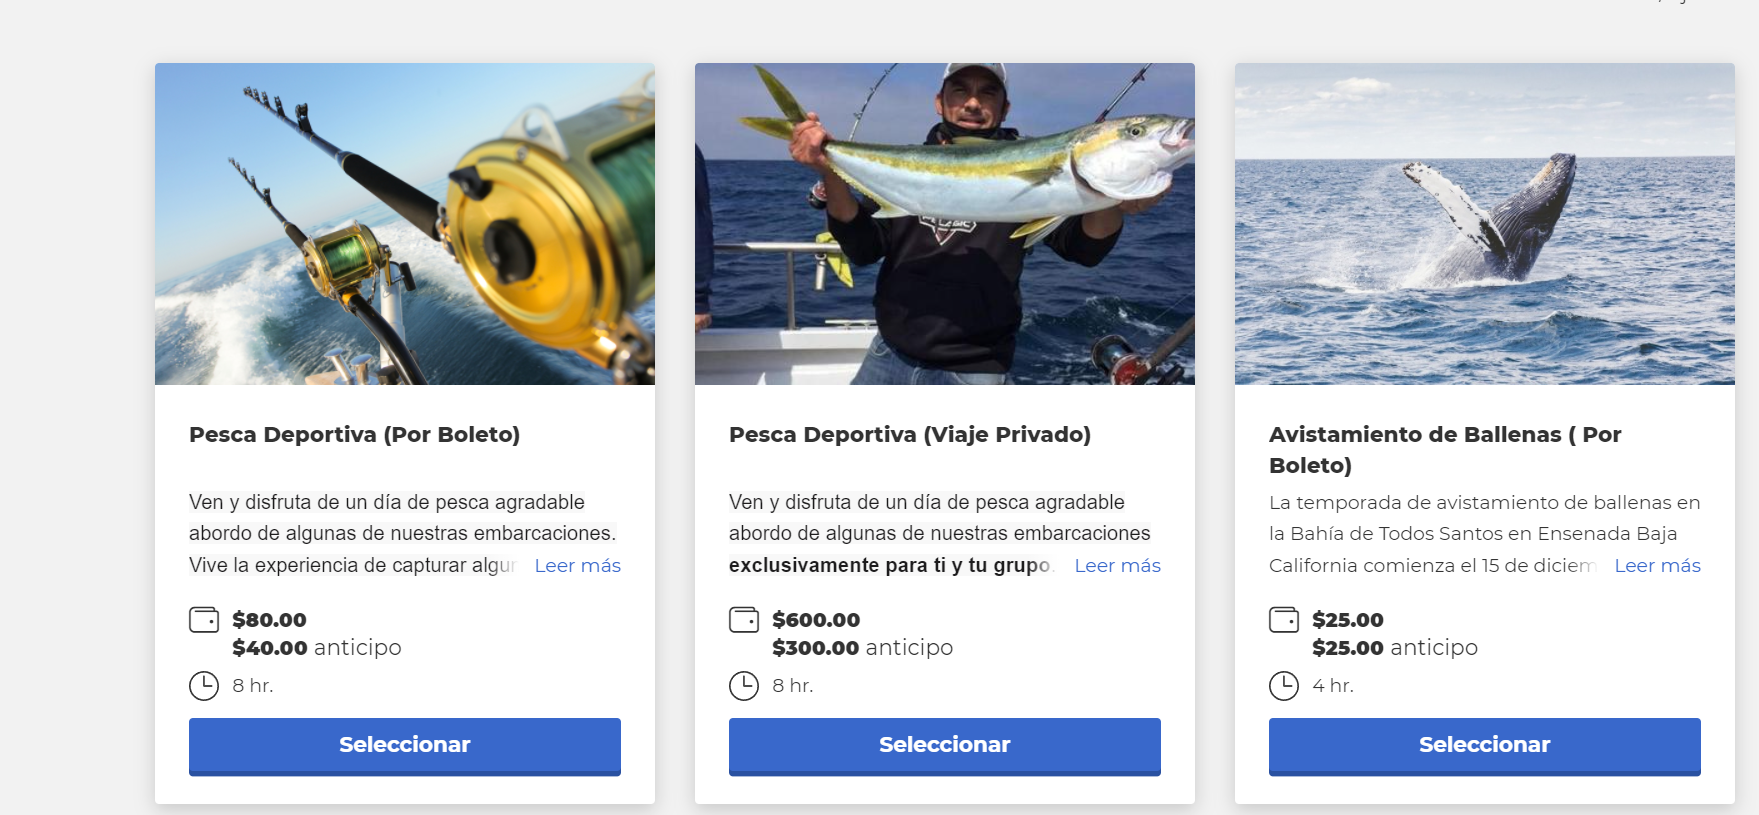 Pesca Deportiva (Por Boleto)
Ven y disfruta de un día de pesca agradable
abordo de algunas de nuestras embarcaciones.
Vive la experiencia de capturar algun Leer más
$80.00
$40.00 anticipo
8 hr.
Seleccionar
Pesca Deportiva (Viaje Privado)
Ven y disfruta de un día de pesca agradable
abordo de algunas de nuestras embarcaciones
exclusivamente para ti y tu grupo. Leer más
$600.00
$300.00 anticipo
8 hr.
Seleccionar
Avistamiento de Ballenas ( Por
Boleto)
La temporada de avistamiento de ballenas en
la Bahía de Todos Santos en Ensenada Baja
California comienza el 15 de diciem Leer más
$25.00
$25.00 anticipo
4 hr.
Seleccionar